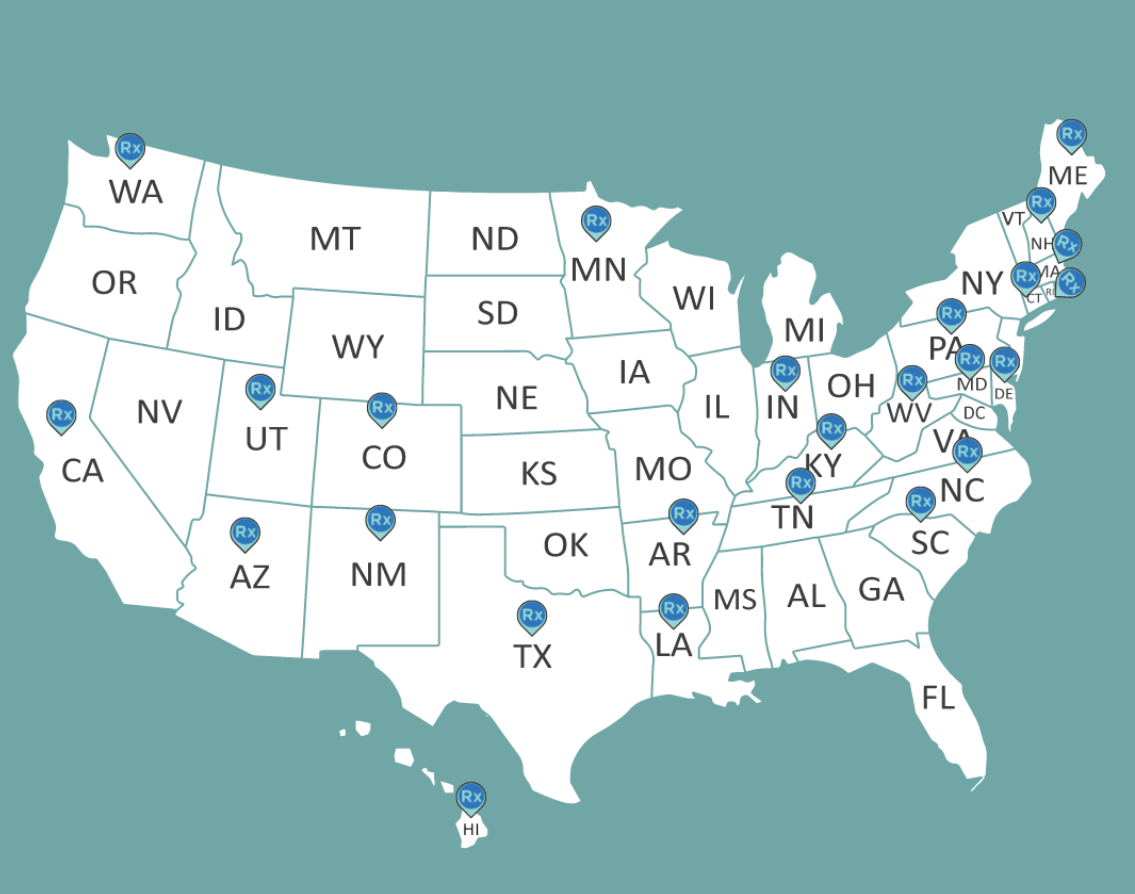 Rx
Rx
WA
ME
Rx
Rx
VT
MT
ND
MN
NH
Rx
OR
NY
Rx
MA
Rx
CT
RI
ID
SD
WI
Rx
MI
WY
PA
Rx
Rx
IA
Rx
OH
Rx
MD
DE
Rx
UT
NE
IN
Rx
WV
DC
Rx
NV
CO
IL
Rx
VA
Rx
CA
KS
MO
KY
Rx
NC
Rx
TN
Rx
SC
Rx
AZ
Rx
NM
OK
Rx
AR
MS
AL
GA
Rx
TX
Rx
LA
FL
Rx
HI